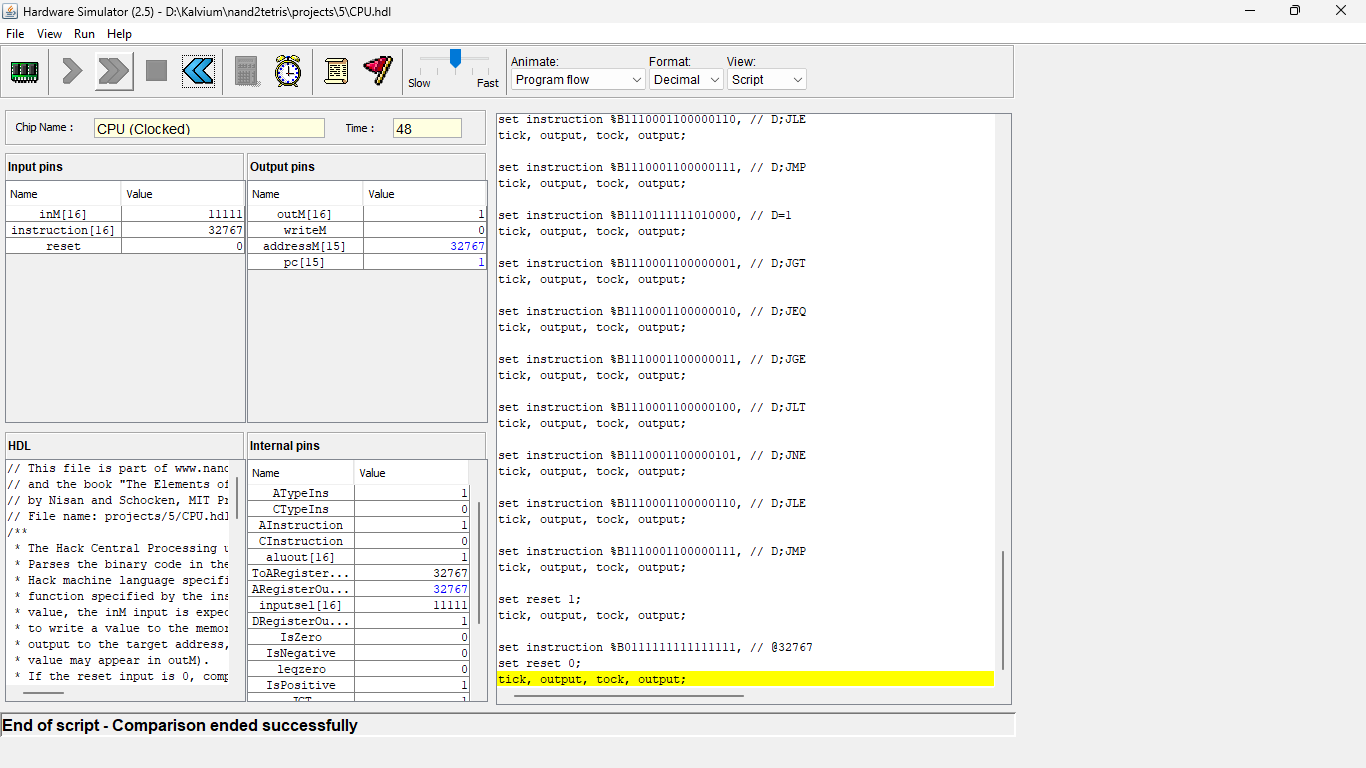 Hardware Simulator (2.5) - D:\Kalvium\nand2tetris\projects\5\CPU.hdl
File View Run Help
Slow Fast
Animate: Format: View:
Program flow Decimal Script
Chip Name : CPU (Clocked) Time : 48
Input pins
Name Value
inM[16] 11111
instruction[16] 32767
reset 0
Output pins
Name Value
outM[16] 1
writeM 0
addressM[15] 32767
pc[15] 1
HDL
// This file is part of www.nanc
// and the book "The Elements of
// by Nisan and Schocken, MIT Pr
// File name: projects/5/CPU.hdl
/**
* The Hack Central Processing u
* Parses the binary code in the
* Hack machine language specifi
* function specified by the ins
* value, the inM input is expec
* to write a value to the memor
* output to the target address,
* value may appear in outM).
* If the reset input is 0, comp
Internal pins
Name Value
ATypeIns 1
CTypeIns 0
AInstruction 1
CInstruction 0
aluout[16] 1
ToARegister... 32767
ARegisterOu... 32767
inputsel[16] 11111
DRegisterOu... 1
IsZero 0
IsNegative 0
leqzero 0
IsPositive 1
JGT 1
set instruction %B1110001100000110, // D;JLE
tick, output, tock, output;
set instruction %B1110001100000111, // D;JMP
tick, output, tock, output;
set instruction %B1110111111010000, // D=1
tick, output, tock, output;
set instruction %B1110001100000001, // D;JGT
tick, output, tock, output;
set instruction %B1110001100000010, // D;JEQ
tick, output, tock, output;
set instruction %B1110001100000011, // D;JGE
tick, output, tock, output;
set instruction %B1110001100000100, // D;JLT
tick, output, tock, output;
set instruction %B1110001100000101, // D;JNE
tick, output, tock, output;
set instruction %B1110001100000110, // D;JLE
tick, output, tock, output;
set instruction %B1110001100000111, // D;JMP
tick, output, tock, output;
set reset 1;
tick, output, tock, output;
set instruction %B0111111111111111, // @32767
set reset 0;
tick, output, tock, output;
End of script - Comparison ended successfully